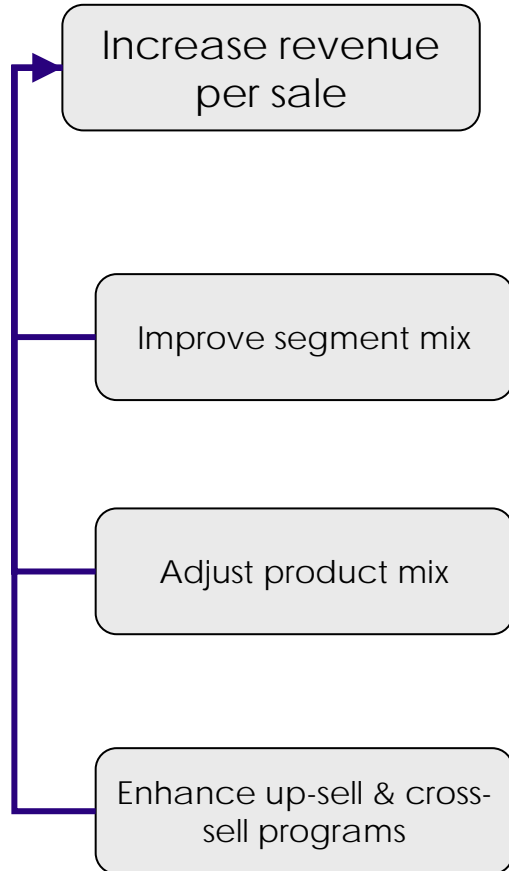 Increase revenue
per sale
Improve segment mix
Adjust product mix
Enhance up-sell & cross-
sell programs